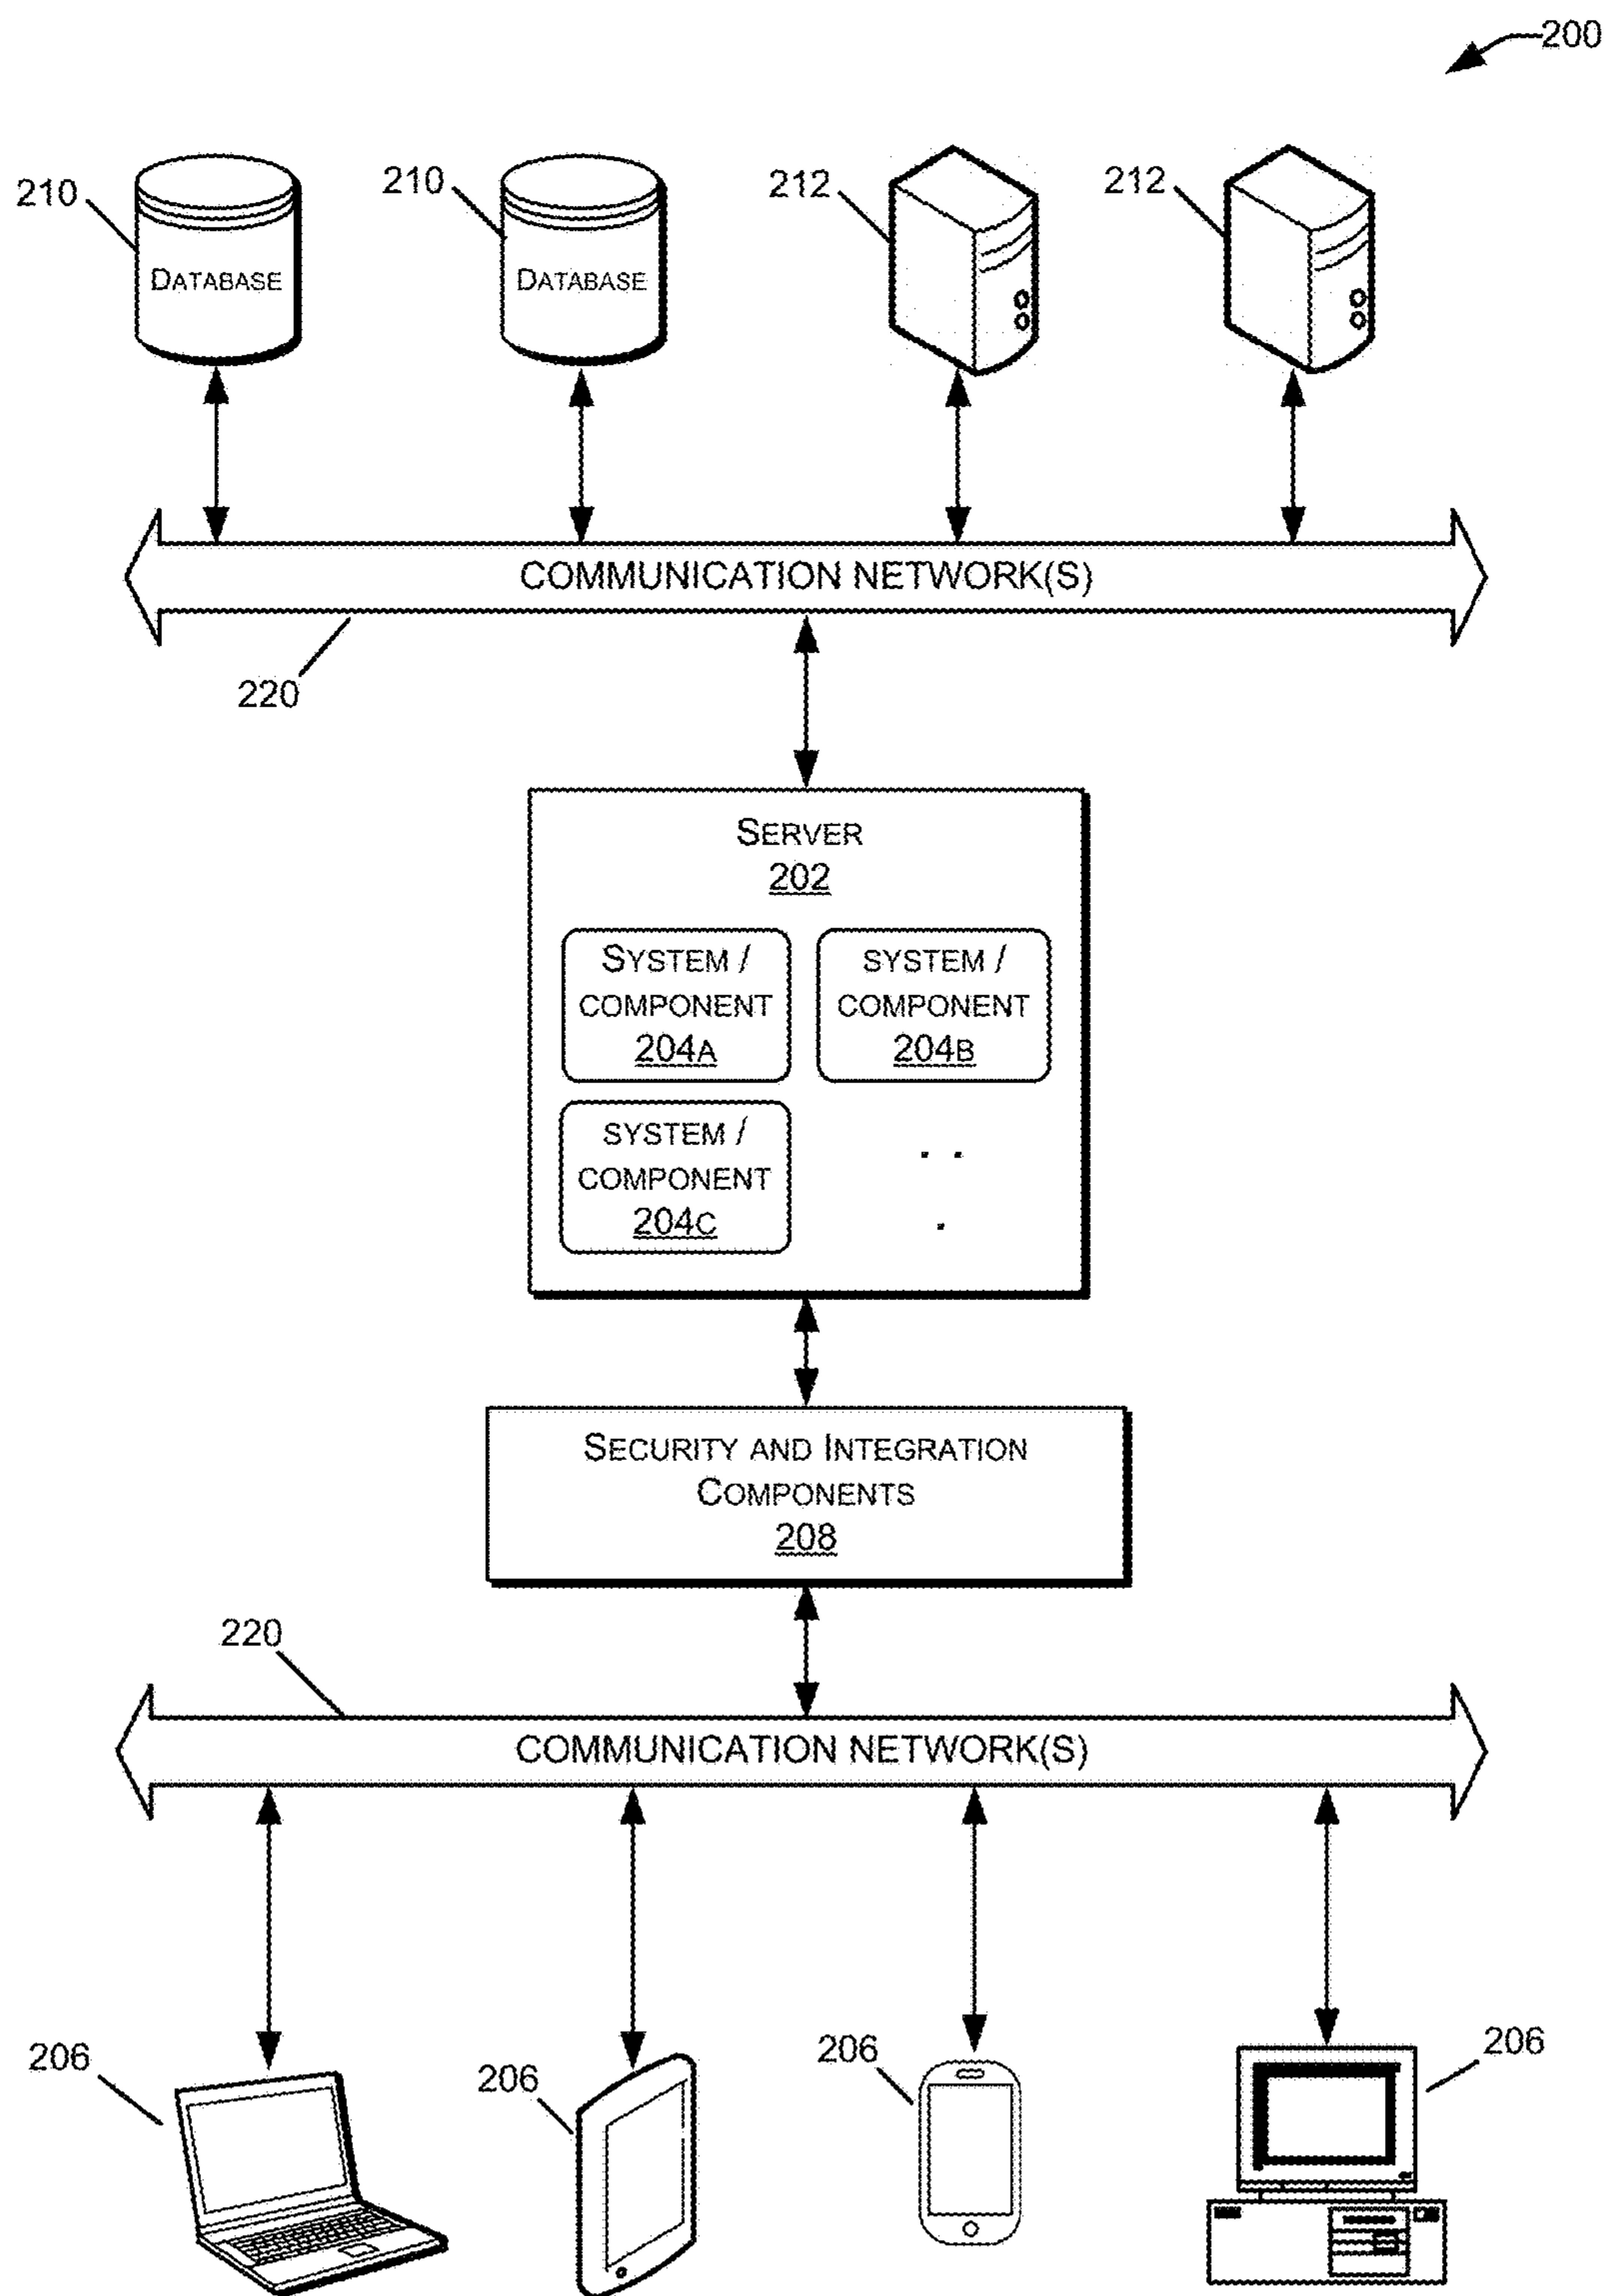 200
210
210
212
212
DATABASE
DATABASE
COMMUNICATION NETWORK(S)
220
SERVER
202
SYSTEM /
COMPONENT
204A
SYSTEM /
COMPONENT
204B
SYSTEM /
COMPONENT
204C
. .
.
SECURITY AND INTEGRATION
COMPONENTS
208
220
COMMUNICATION NETWORK(S)
206
206
206
206